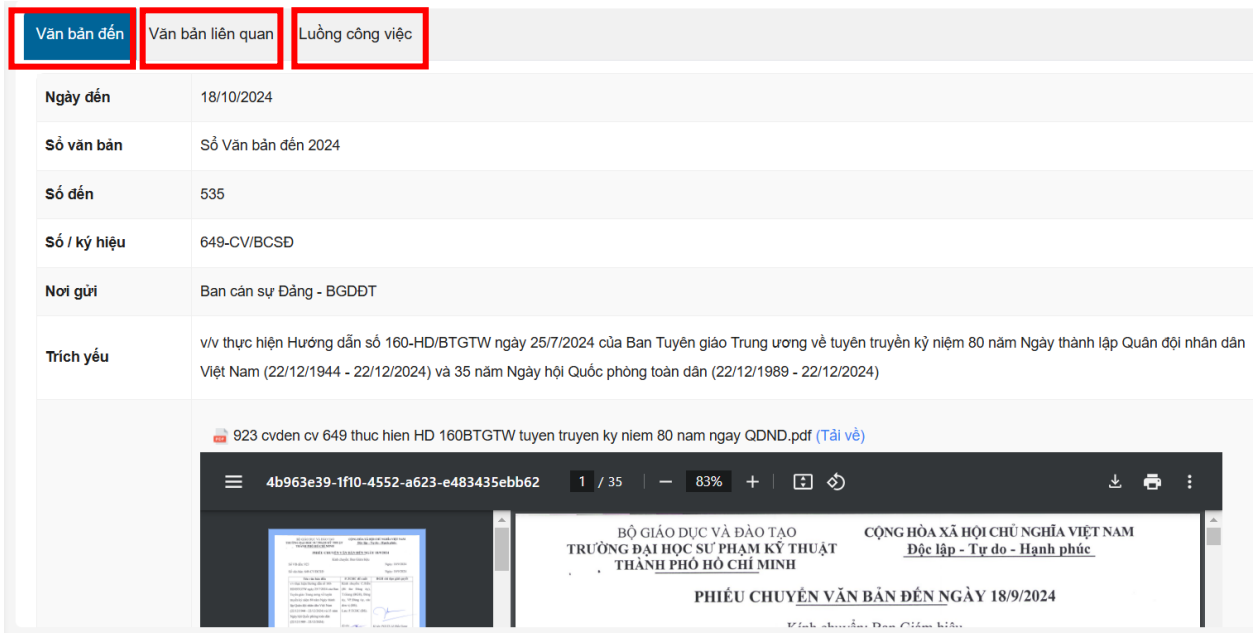 Văn bản đến Văn bản liên quan Luồng công việc
Ngày đến 18/10/2024
Sổ văn bản Sổ Văn bản đến 2024
Số đến 535
Số / ký hiệu 649-CV/BCSĐ
Nơi gửi Ban cán sự Đảng - BGDĐT
Trích yếu
v/v thực hiện Hướng dẫn số 160-HD/BTGTW ngày 25/7/2024 của Ban Tuyên giáo Trung ương về tuyên truyền kỷ niệm 80 năm Ngày thành lập Quân đội nhân dân
Việt Nam (22/12/1944 - 22/12/2024) và 35 năm Ngày hội Quốc phòng toàn dân (22/12/1989 - 22/12/2024)
923 cvden cv 649 thuc hien HD 160BTGTW tuyen truyen ky niem 80 nam ngay QDND.pdf (Tải về)
4b963e39-1f10-4552-a623-e483435ebb62 1 / 35 83%
BỘ GIÁO DỤC VÀ ĐÀO TẠO CỘNG HÒA XÃ HỘI CHỦ NGHĨA VIỆT NAM
TRƯỜNG ĐẠI HỌC SƯ PHẠM KỸ THUẬT Độc lập - Tự do - Hạnh phúc
THÀNH PHỐ HỒ CHÍ MINH
PHIẾU CHUYỂN VĂN BẢN ĐẾN NGÀY 18/9/2024
Kính chuyển: Ban Giám hiệu